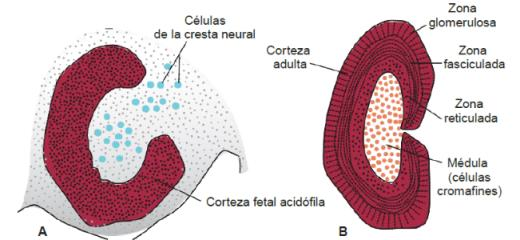 Células
de la cresta neural
Corteza fetal acidófila
A
Zona
glomerulosa
Corteza
adulta
Zona
fasciculada
Zona
reticulada
Médula
(células
cromafines)
B